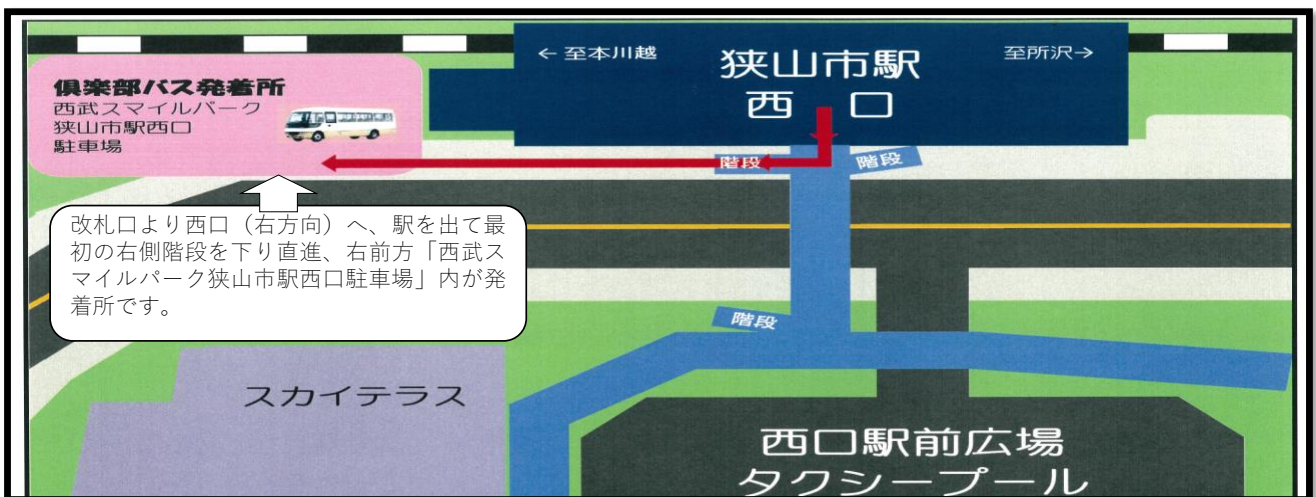 ← 至本川越
狭山市駅
西 口
至所沢→
俱楽部バス発着所
西武スマイルパーク
狭山市駅西口
駐車場
階段
階段
改札口より西口（右方向）へ、駅を出て最
初の右側階段を下り直進、右前方「西武ス
マイルパーク狭山市駅西口駐車場」内が発
着所です。
階段
スカイテラス
西口駅前広場
タクシープール